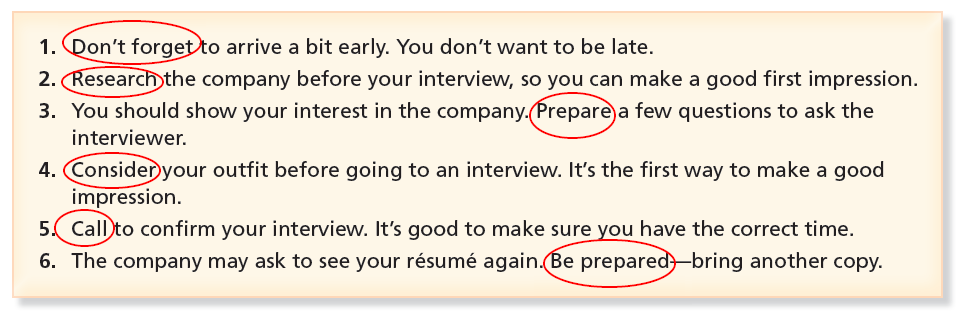 1. Don’t forget to arrive a bit early. You don’t want to be late.
2. Research the company before your interview, so you can make a good first impression.
3. You should show your interest in the company. Prepare a few questions to ask the
interviewer.
4. Consider your outfit before going to an interview. It’s the first way to make a good
impression.
5. Call to confirm your interview. It’s good to make sure you have the correct time.
6. The company may ask to see your résumé again. Be prepared—bring another copy.